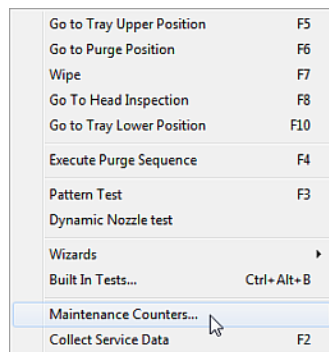 Go to Tray Upper Position F5
Go to Purge Position F6
Wipe F7
Go To Head Inspection F8
Go to Tray Lower Position F10
Execute Purge Sequence F4
Pattern Test F3
Dynamic Nozzle test
Wizards
Built In Tests... Ctrl+Alt+B
Maintenance Counters...
Collect Service Data F2